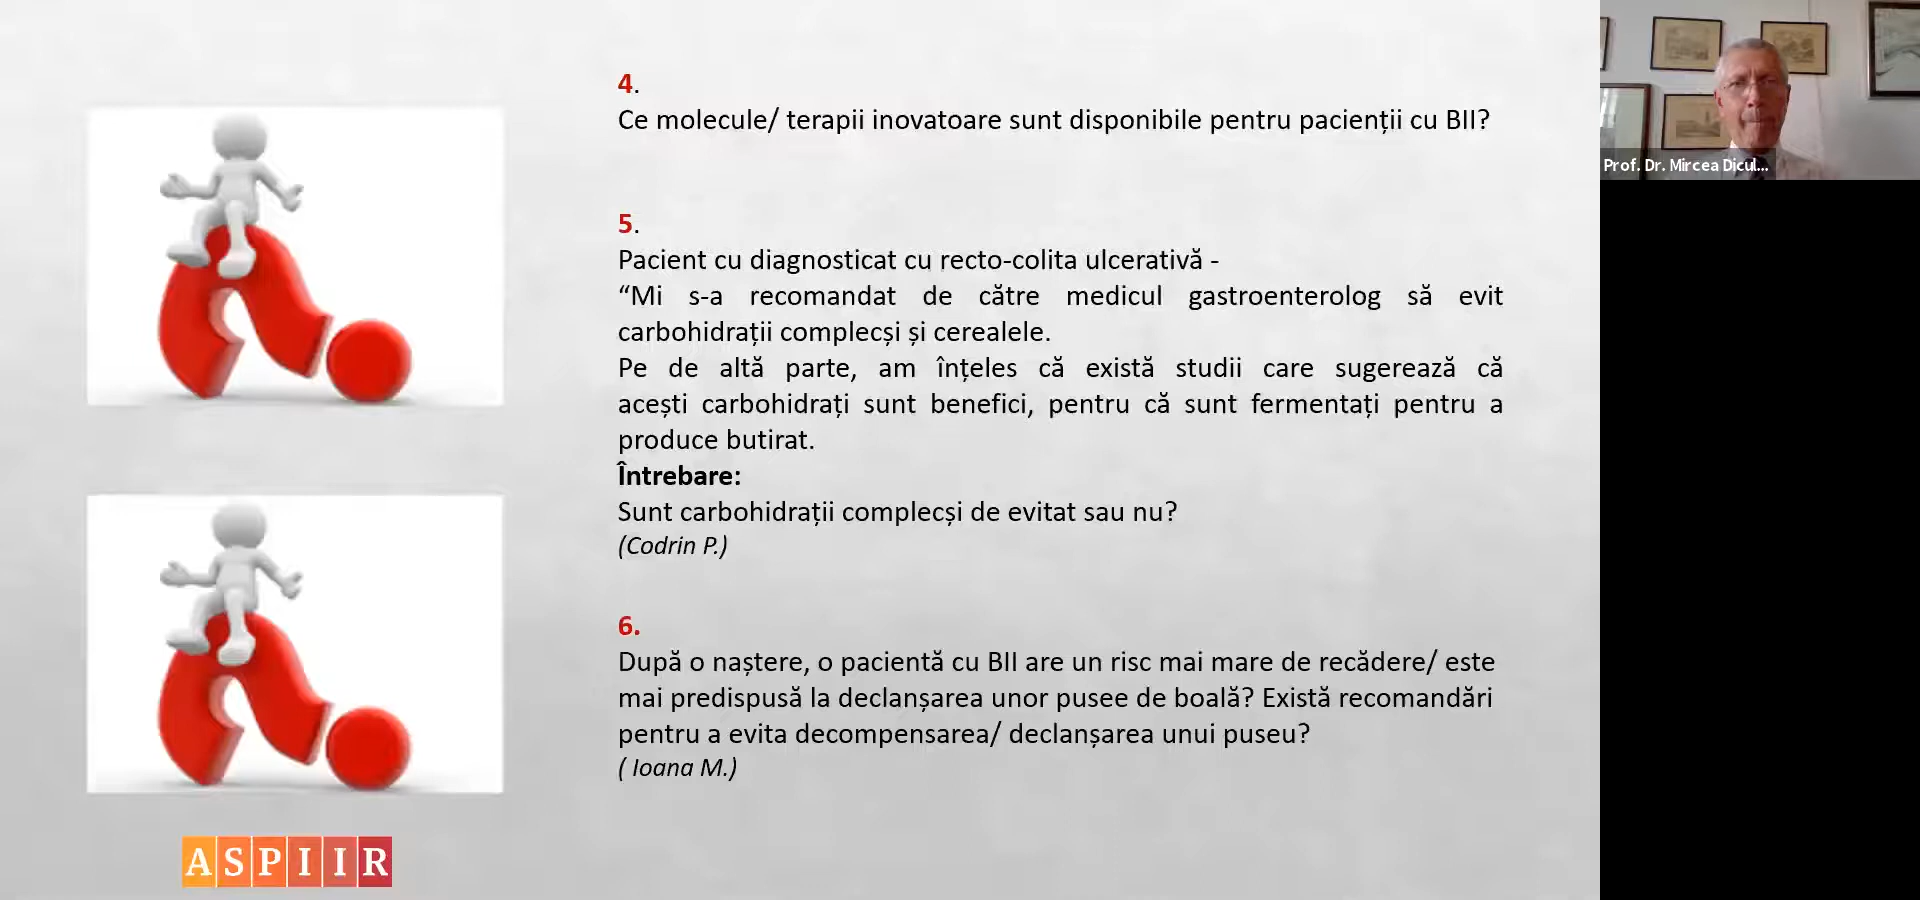 4.
Ce molecule/ terapii inovatoare sunt disponibile pentru pacienții cu BII?
5.
Pacient cu diagnosticat cu recto-colita ulcerativă -
“Mi s-a recomandat de către medicul gastroenterolog să evit
carbohidrații complecși și cerealele.
Pe de altă parte, am înțeles că există studii care sugerează că
acești carbohidrați sunt benefici, pentru că sunt fermentați pentru a
produce butirat.
Întrebare:
Sunt carbohidrații complecși de evitat sau nu?
(Codrin P.)
6.
După o naștere, o pacientă cu BII are un risc mai mare de recădere/ este
mai predispusă la declanșarea unor pusee de boală? Există recomandări
pentru a evita decompensarea/ declanșarea unui puseu?
( Ioana M.)
ASPIIR
Prof. Dr. Mircea Dicul...